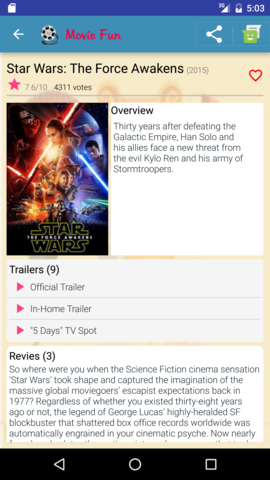 3G 5:03
Movie Fun
Star Wars: The Force Awakens (2015)
7.6/10 4311 votes
Overview
Thirty years after defeating the
Galactic Empire, Han Solo and
his allies face a new threat from
the evil Kylo Ren and his army of
Stormtroopers.
STAR
THE FORCE AWAKENS
WARS
Trailers (9)
Official Trailer
In-Home Trailer
"5 Days" TV Spot
Revies (3)
So where were you when the Science Fiction cinema sensation
'Star Wars' took shape and captured the imagination of the
massive global moviegoers' escapist expectations back in
1977? Regardless of whether you existed thirty-eight years
ago or not, the legend of George Lucas' highly-heralded SF
blockbuster that shattered box office records worldwide was
automatically engrained in your cinematic psyche. Now nearly